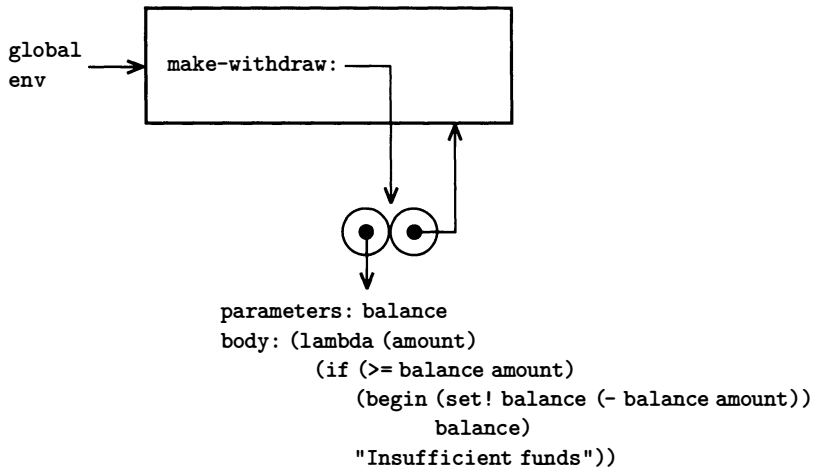 global
env
make-withdraw:
parameters: balance
body: (lambda (amount)
(if (>= balance amount)
(begin (set! balance (- balance amount))
balance)
"Insufficient funds"))